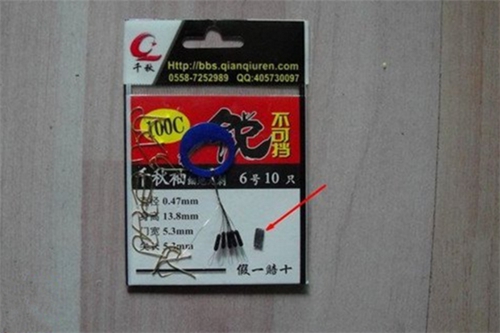 千秋
Http://bbs.qianqiuren.com
0558-7252989 QQ:405730097
100C
锐
不可挡
千秋袖
6号10只
0.47mm
13.8mm
门宽 5.3mm
假一赔十